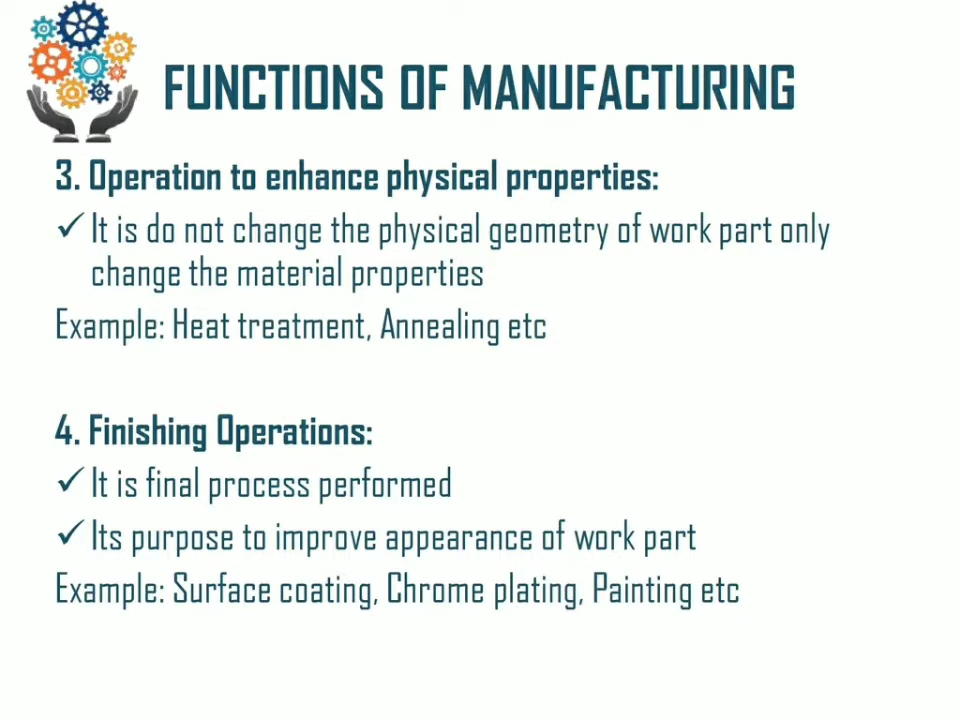 FUNCTIONS OF MANUFACTURING
3. Operation to enhance physical properties:
✓ It is do not change the physical geometry of work part only
change the material properties
Example: Heat treatment, Annealing etc
4. Finishing Operations:
✓ It is final process performed
✓ Its purpose to improve appearance of work part
Example: Surface coating, Chrome plating, Painting etc